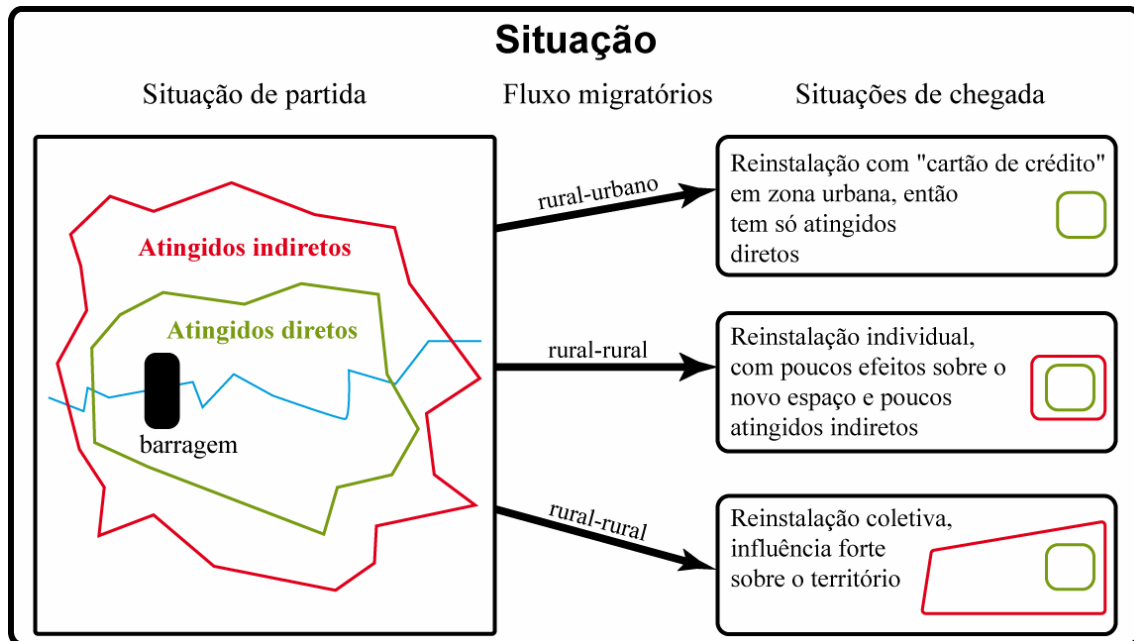 Situação
Situação de partida
Fluxo migratórios
Situações de chegada
Atingidos indiretos
Atingidos diretos
barragem
rural-urbano
rural-rural
rural-rural
Reinstalação com "cartão de crédito"
em zona urbana, então
tem só atingidos
diretos
Reinstalação individual,
com poucos efeitos sobre o
novo espaço e poucos
atingidos indiretos
Reinstalação coletiva,
influência forte
sobre o território